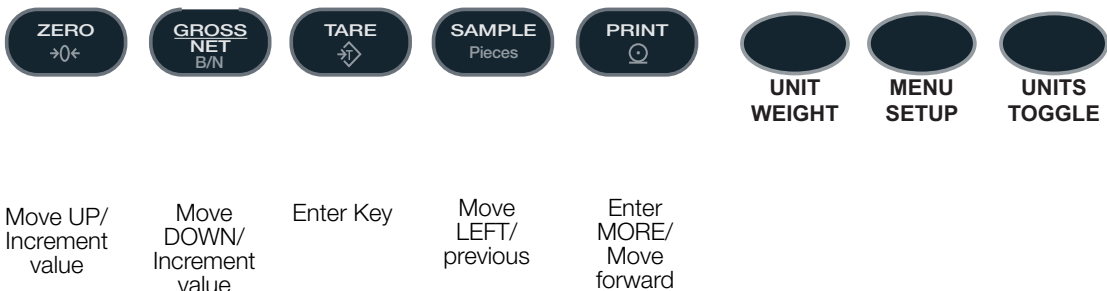 ZERO
→0←
GROSS
NET
B/N
TARE
T
SAMPLE
Pieces
PRINT
UNIT
WEIGHT
MENU
SETUP
UNITS
TOGGLE
Move UP/
Increment
value
Move
DOWN/
Increment
value
Enter Key
Move
LEFT/
previous
Enter
MORE/
Move
forward